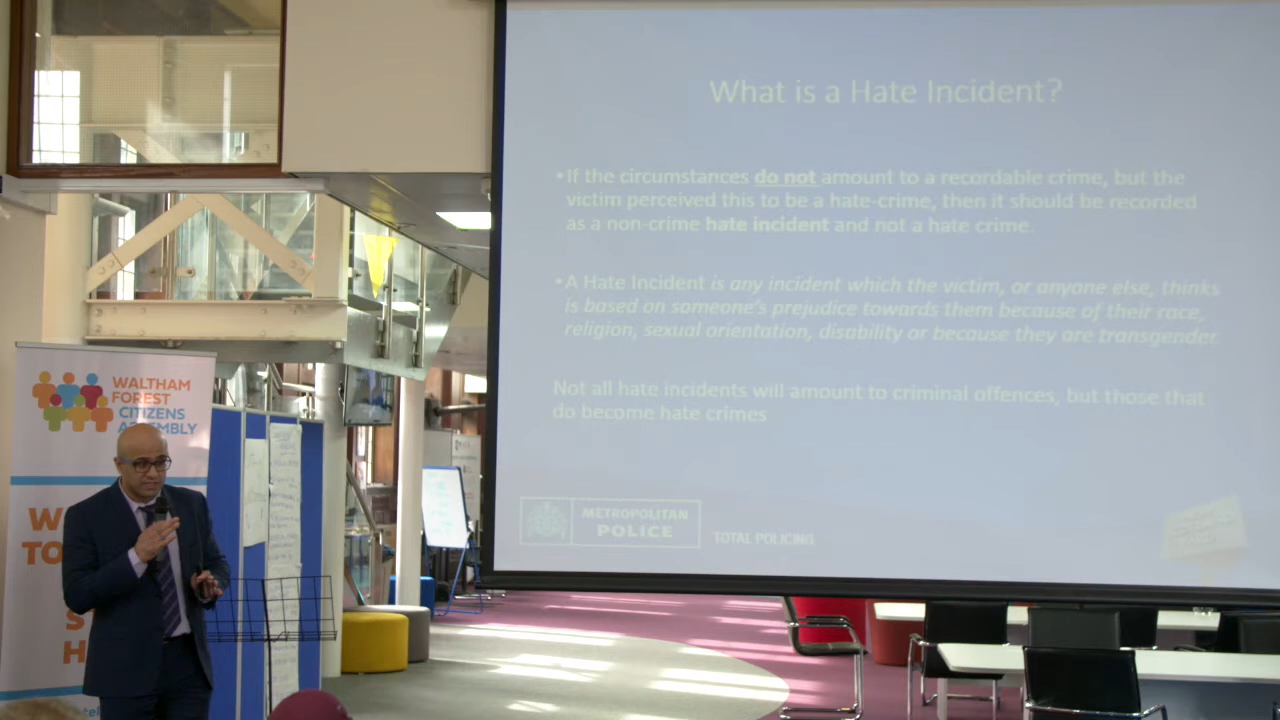 What is a Hate Incident?
•If the circumstances do not amount to a recordable crime, but the
victim perceived this to be a hate-crime, then it should be recorded
as a non-crime hate incident and not a hate crime.
•A Hate Incident is any incident which the victim, or anyone else, thinks
is based on someone's prejudice towards them because of their race,
religion, sexual orientation, disability or because they are transgender.
Not all hate incidents will amount to criminal offences, but those that
do become hate crimes
METROPOLITAN
POLICE
TOTAL POLICING
WALTHAM
FOREST
CITIZENS
ASSEMBLY